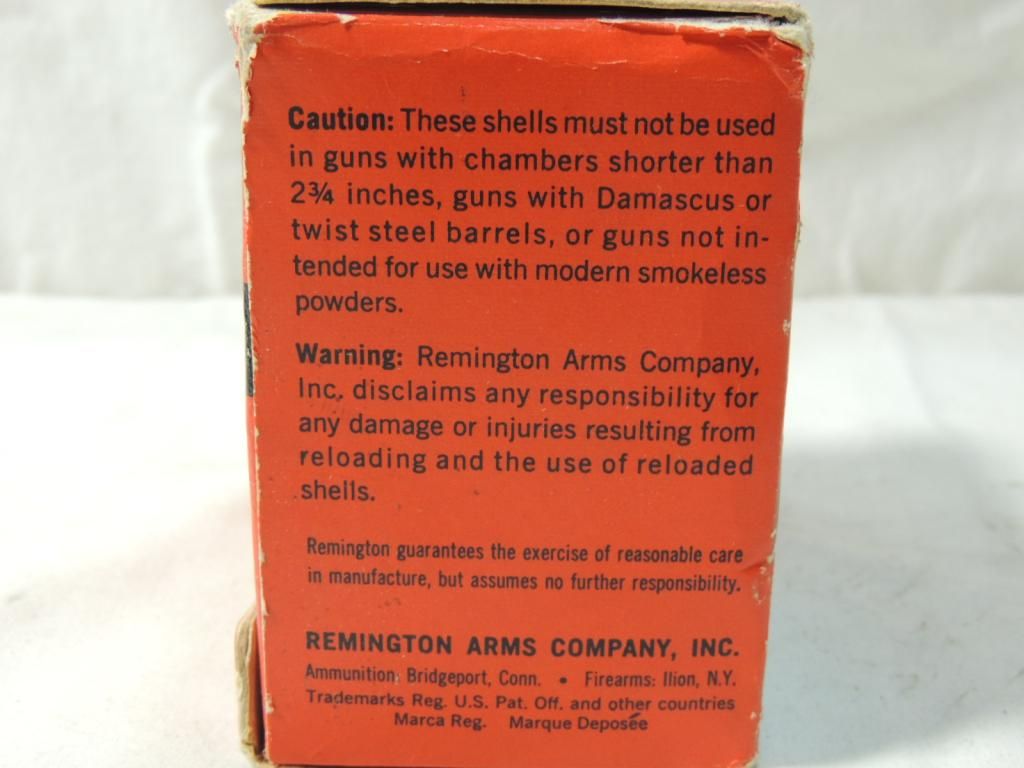 Caution: These shells must not be used
in guns with chambers shorter than
2¾ inches, guns with Damascus or
twist steel barrels, or guns not in-
tended for use with modern smokeless
powders.
Warning: Remington Arms Company,
Inc. disclaims any responsibility for
any damage or injuries resulting from
reloading and the use of reloaded
shells.
Remington guarantees the exercise of reasonable care
in manufacture, but assumes no further responsibility.
REMINGTON ARMS COMPANY, INC.
Ammunition: Bridgeport, Conn. • Firearms: Ilion, N.Y.
Trademarks Reg. U.S. Pat. Off. and other countries
Marca Reg. Marque Deposée